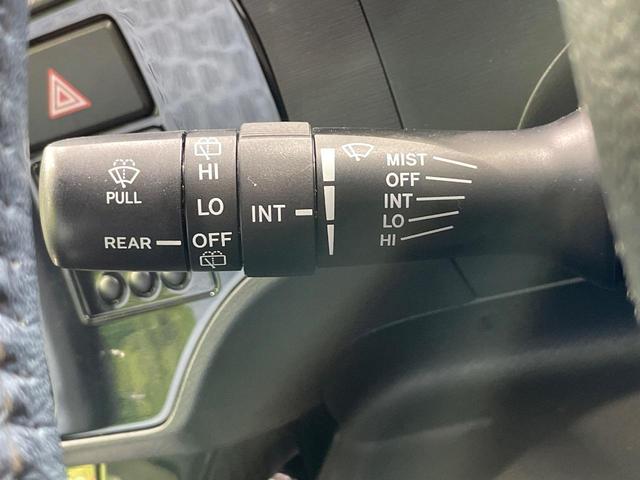 PULL
REAR
HI
LO
OFF
INT
MIST
OFF
INT
LO
HI